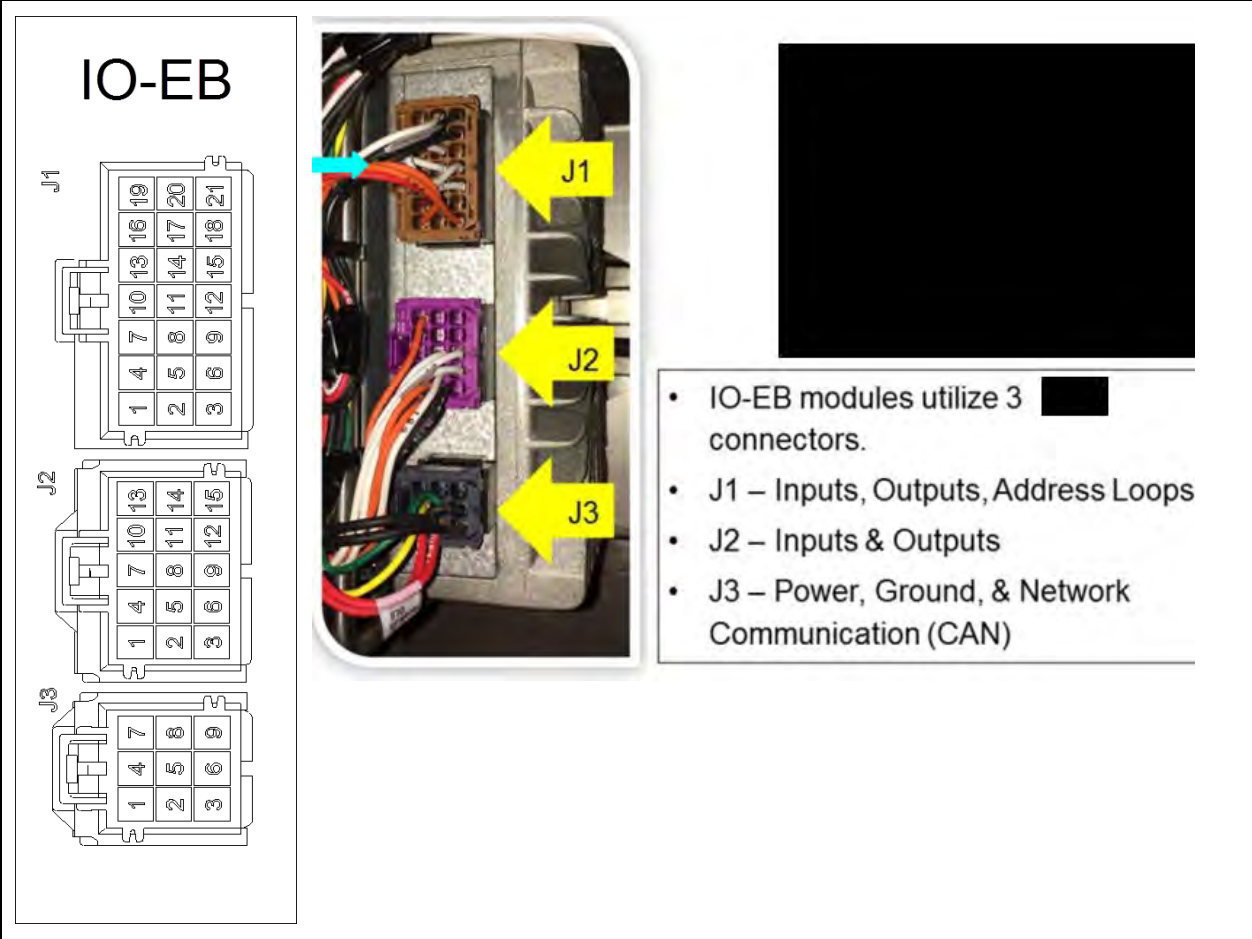 IO-EB
J1
19 20 21
16 17 18
13 14 15
10 11 12
7 8 9
4 5 6
1 2 3
J2
13 14 15
10 11 12
7 8 9
4 5 6
1 2 3
J3
7 8 9
4 5 6
1 2 3
J1
J2
J3
• IO-EB modules utilize 3
connectors.
• J1 – Inputs, Outputs, Address Loops
• J2 – Inputs & Outputs
• J3 – Power, Ground, & Network
Communication (CAN)